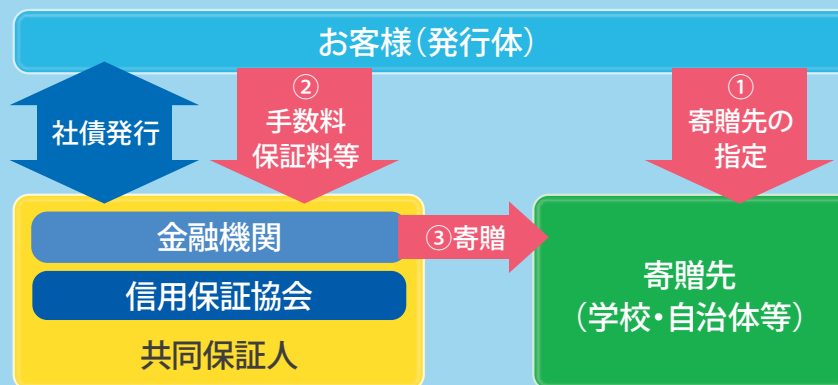 お客様（発行体）
社債発行
②
手数料
保証料等
①
寄贈先の
指定
金融機関
信用保証協会
共同保証人
③寄贈
寄贈先
（学校・自治体等）